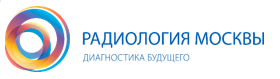 РАДИОЛОГИЯ МОСКВЫ
ДИАГНОСТИКА БУДУЩЕГО